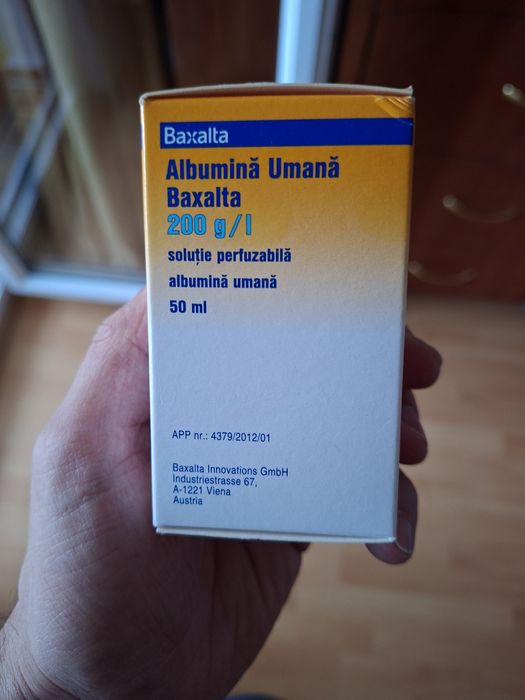 Baxalta
Albumină Umană
Baxalta
200 g/l
soluție perfuzabilă
albumină umană
50 ml
APP nr.: 4379/2012/01
Baxalta Innovations GmbH
Industriestrasse 67,
A-1221 Viena
Austria